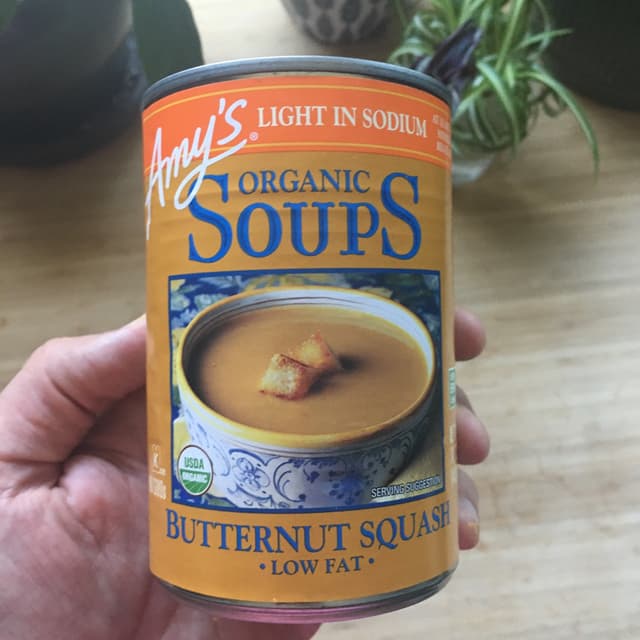 Amy's®
LIGHT IN SODIUM
ORGANIC
SOUPS
USDA
ORGANIC
SERVING SUGGESTION
BUTTERNUT SQUASH
• LOW FAT •